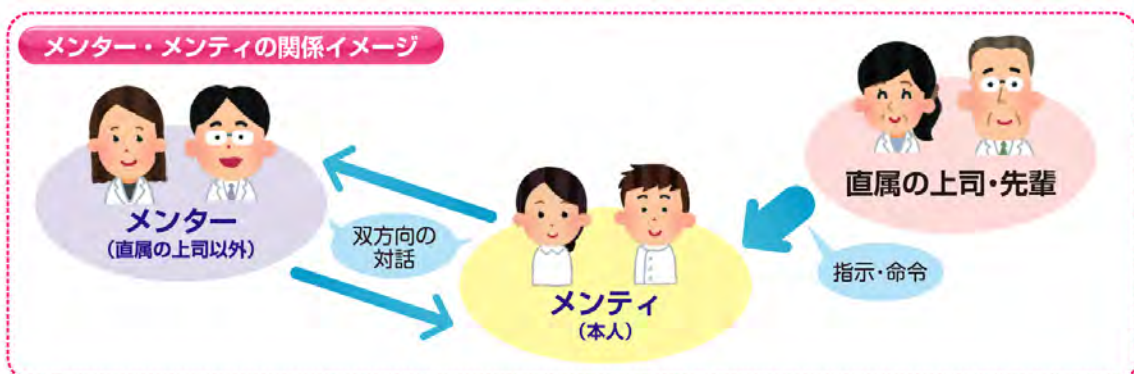 メンター・メンティの関係イメージ
メンター
(直属の上司以外)
双方向の
対話
メンティ
(本人)
直属の上司・先輩
指示・命令